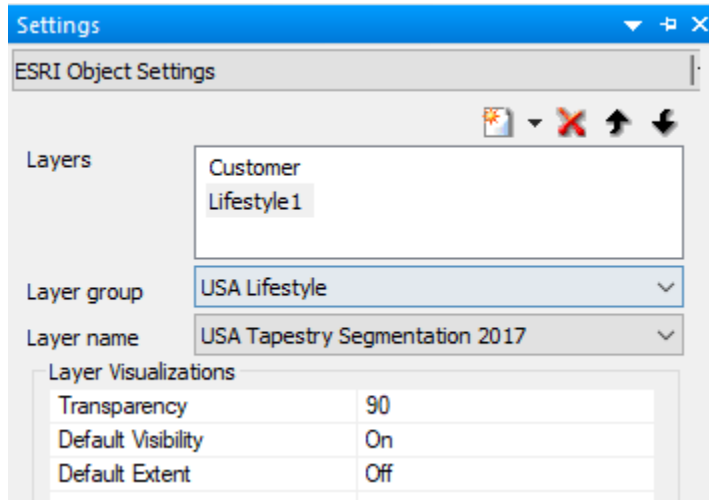 Settings
ESRI Object Settings
Layers
Customer
Lifestyle1
Layer group USA Lifestyle
Layer name USA Tapestry Segmentation 2017
Layer Visualizations
Transparency 90
Default Visibility On
Default Extent Off